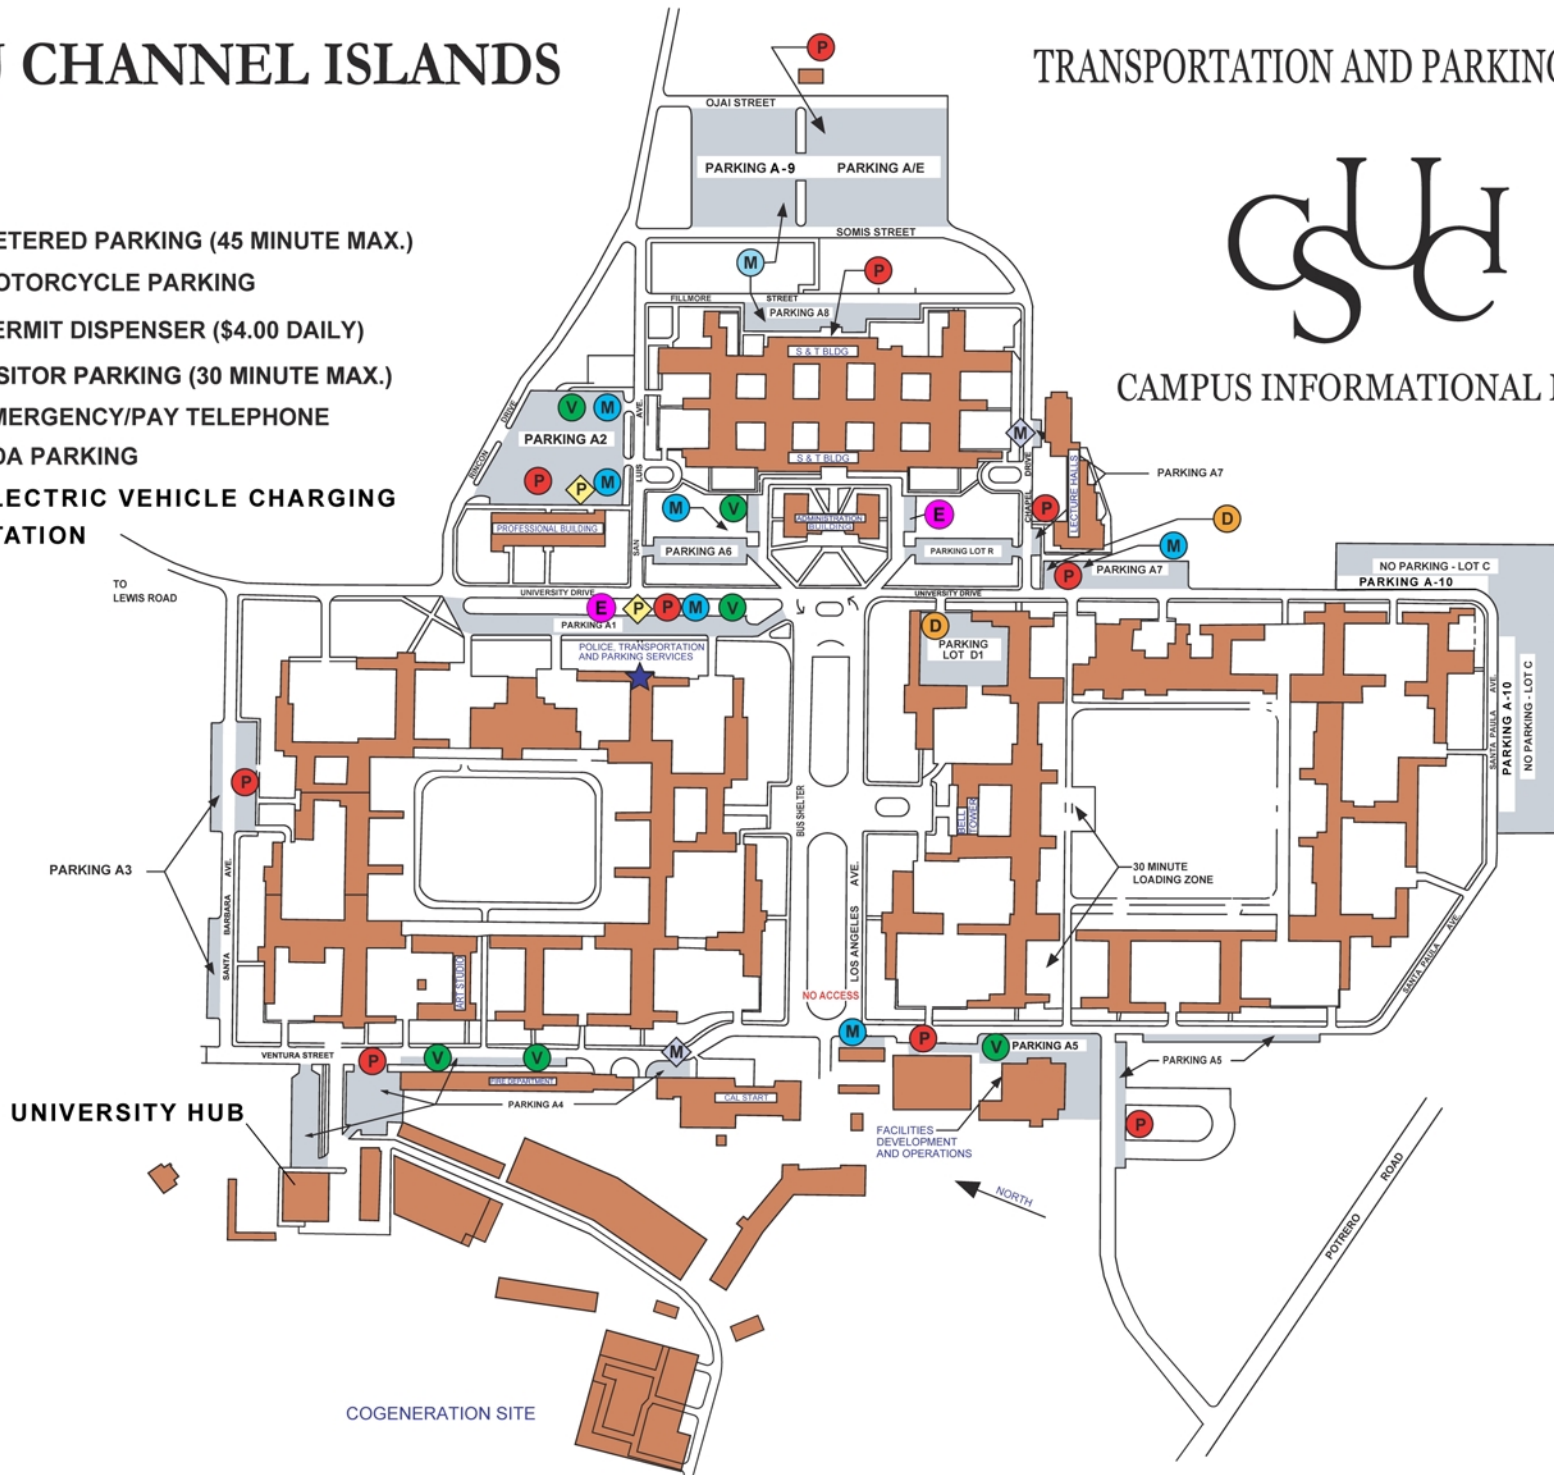 U CHANNEL ISLANDS
TRANSPORTATION AND PARKING
CSUCI
CAMPUS INFORMATIONAL
ETERED PARKING (45 MINUTE MAX.)
OTORCYCLE PARKING
ERMIT DISPENSER ($4.00 DAILY)
SITOR PARKING (30 MINUTE MAX.)
MERGENCY/PAY TELEPHONE
DA PARKING
LECTRIC VEHICLE CHARGING
TATION
P
OJAI STREET
PARKING A-9
PARKING A/E
SOMIS STREET
M
P
FILLMORE STREET
PARKING A8
S & T BLDG
S & T BLDG
V
M
PARKING A2
P
P
M
RINCON DRIVE
SAN LUIS AVE.
PROFESSIONAL BUILDING
M
V
PARKING A6
ADMINISTRATION
BUILDING
E
PARKING LOT R
M
CHAPEL DRIVE
P
LECTURE HALLS
PARKING A7
D
M
P
PARKING A7
NO PARKING - LOT C
PARKING A-10
TO
LEWIS ROAD
UNIVERSITY DRIVE
UNIVERSITY DRIVE
E
P
P
M
V
PARKING A1
POLICE, TRANSPORTATION
AND PARKING SERVICES
D
PARKING
LOT D1
SANTA PAULA AVE.
PARKING A-10
NO PARKING - LOT C
P
BUS SHELTER
BELL
TOWER
PARKING A3
30 MINUTE
LOADING ZONE
SANTA BARBARA AVE.
LOS ANGELES AVE.
ART STUDIO
SANTA PAULA AVE.
NO ACCESS
VENTURA STREET
P
V
V
M
M
P
V
PARKING A5
PARKING A5
FIRE DEPARTMENT
PARKING A4
CAL START
UNIVERSITY HUB
P
FACILITIES
DEVELOPMENT
AND OPERATIONS
NORTH
POTRERO ROAD
COGENERATION SITE